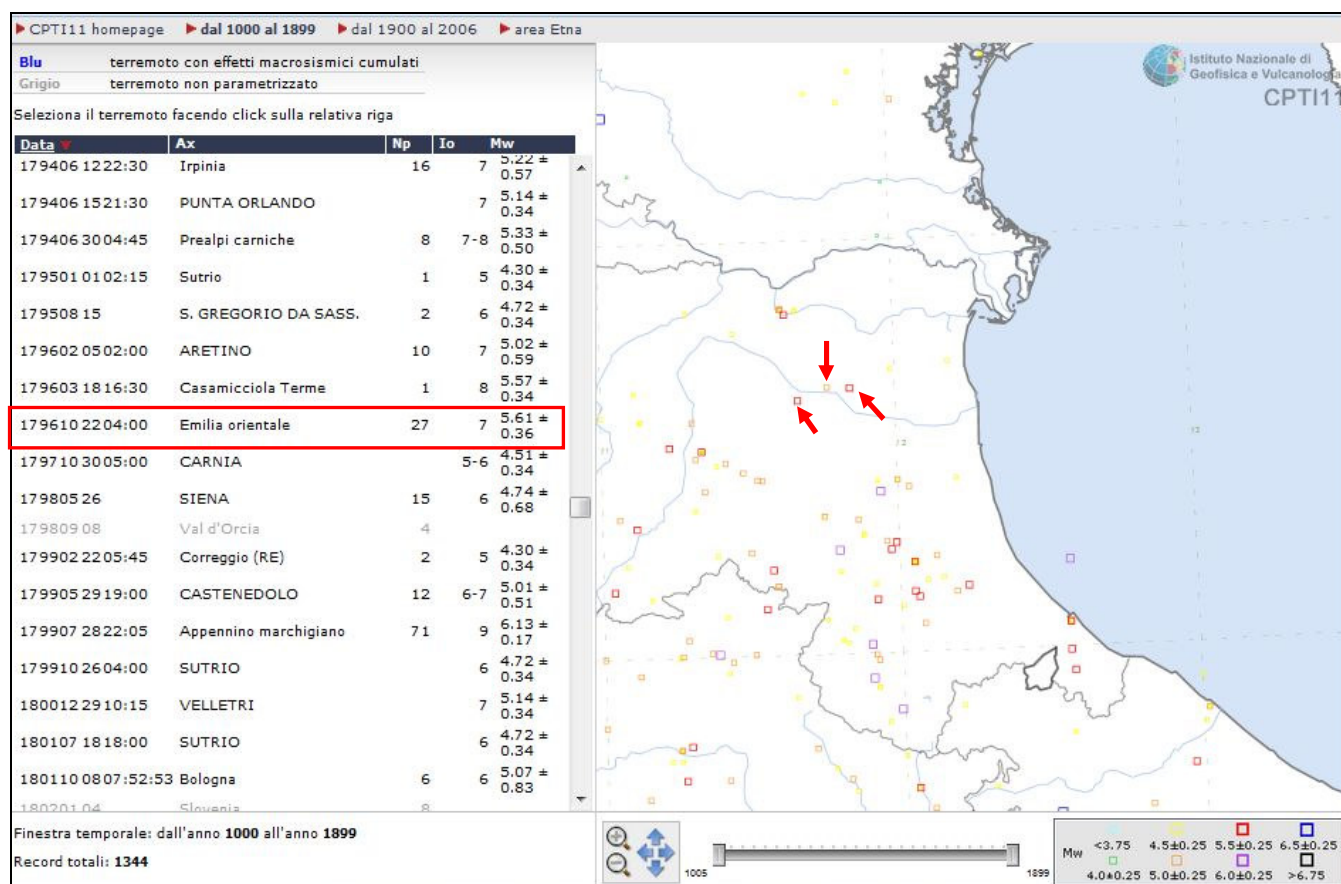 CPTI11 homepage dal 1000 al 1899 dal 1900 al 2006 area Etna
Blu terremoto con effetti macrosismici cumulati
Grigio terremoto non parametrizzato
Seleziona il terremoto facendo click sulla relativa riga
Data Ax Np Io Mw
179406 1222:30 Irpinia 16 7 5.22 ± 0.57
179406 1521:30 PUNTA ORLANDO 7 5.14 ± 0.34
179406 3004:45 Prealpi carniche 8 7-8 5.33 ± 0.50
179501 0102:15 Sutrio 1 5 4.30 ± 0.34
179508 15 S. GREGORIO DA SASS. 2 6 4.72 ± 0.34
179602 0502:00 ARETINO 10 7 5.02 ± 0.59
179603 1816:30 Casamicciola Terme 1 8 5.57 ± 0.34
179610 2204:00 Emilia orientale 27 7 5.61 ± 0.36
179710 3005:00 CARNIA 5-6 4.51 ± 0.34
179805 26 SIENA 15 6 4.74 ± 0.68
179809 08 Val d'Orcia 4
179902 2205:45 Correggio (RE) 2 5 4.30 ± 0.34
179905 2919:00 CASTENEDOLO 12 6-7 5.01 ± 0.51
179907 2822:05 Appennino marchigiano 71 9 6.13 ± 0.17
179910 2604:00 SUTRIO 6 4.72 ± 0.34
180012 2910:15 VELLETRI 7 5.14 ± 0.34
180107 1818:00 SUTRIO 6 4.72 ± 0.34
180110 0807:52:53 Bologna 6 6 5.07 ± 0.83
180201 04 Slovenia 8
Finestra temporale: dall'anno 1000 all'anno 1899
Record totali: 1344
Istituto Nazionale di
Geofisica e Vulcanologia
CPTI11
11
12
12
1005 1899
Mw <3.75 4.5±0.25 5.5±0.25 6.5±0.25
4.0±0.25 5.0±0.25 6.0±0.25 >6.75